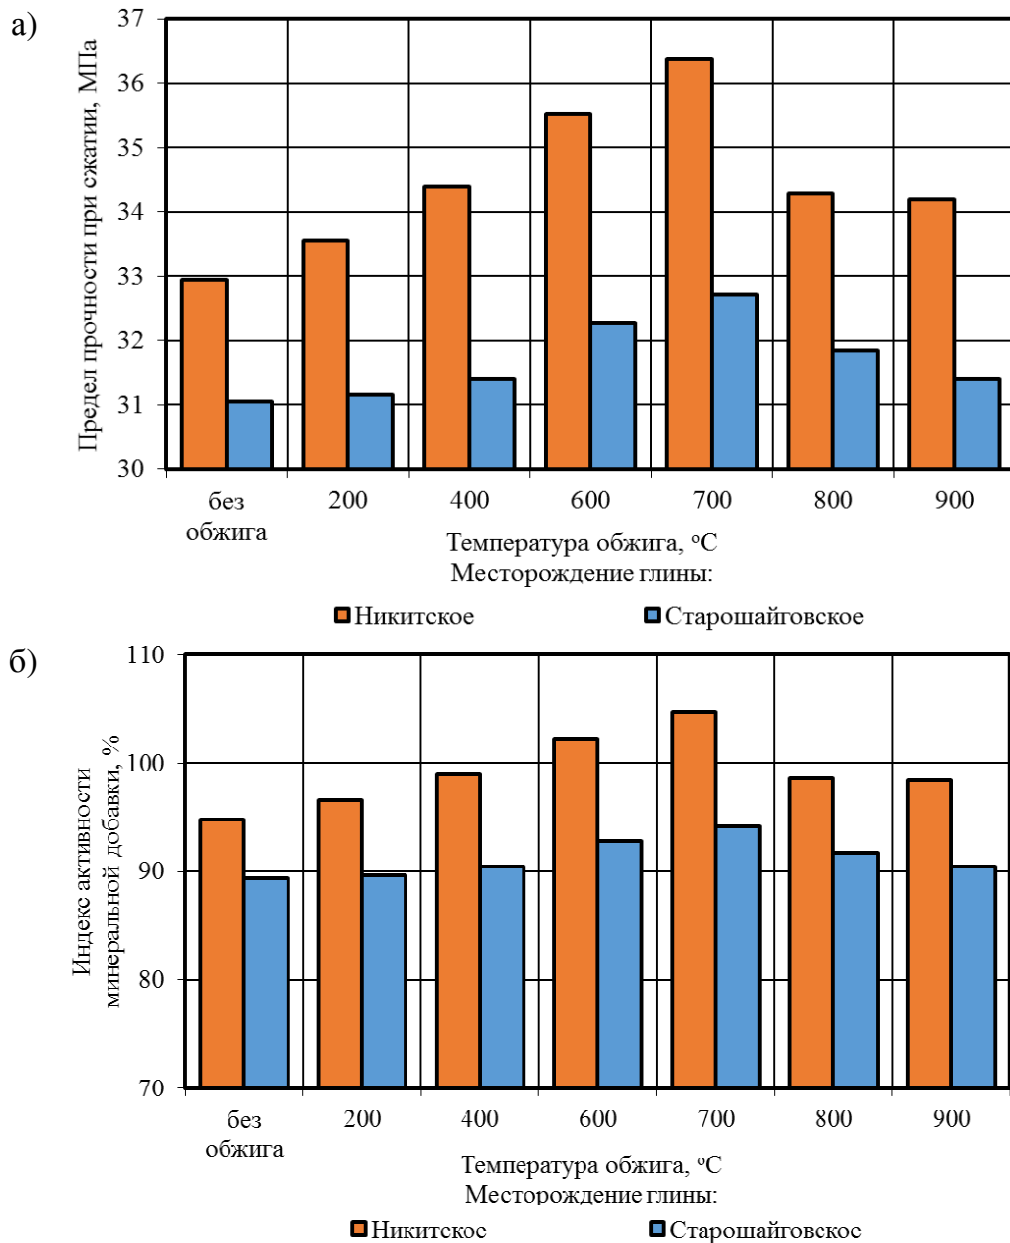 а)
Предел прочности при сжатии, МПа
37
36
35
34
33
32
31
30
без обжига 200 400 600 700 800 900
Температура обжига, °С
Месторождение глины:
Никитское Старошайговское
б)
Индекс активности
минеральной добавки, %
110
100
90
80
70
без обжига 200 400 600 700 800 900
Температура обжига, °С
Месторождение глины:
Никитское Старошайговское